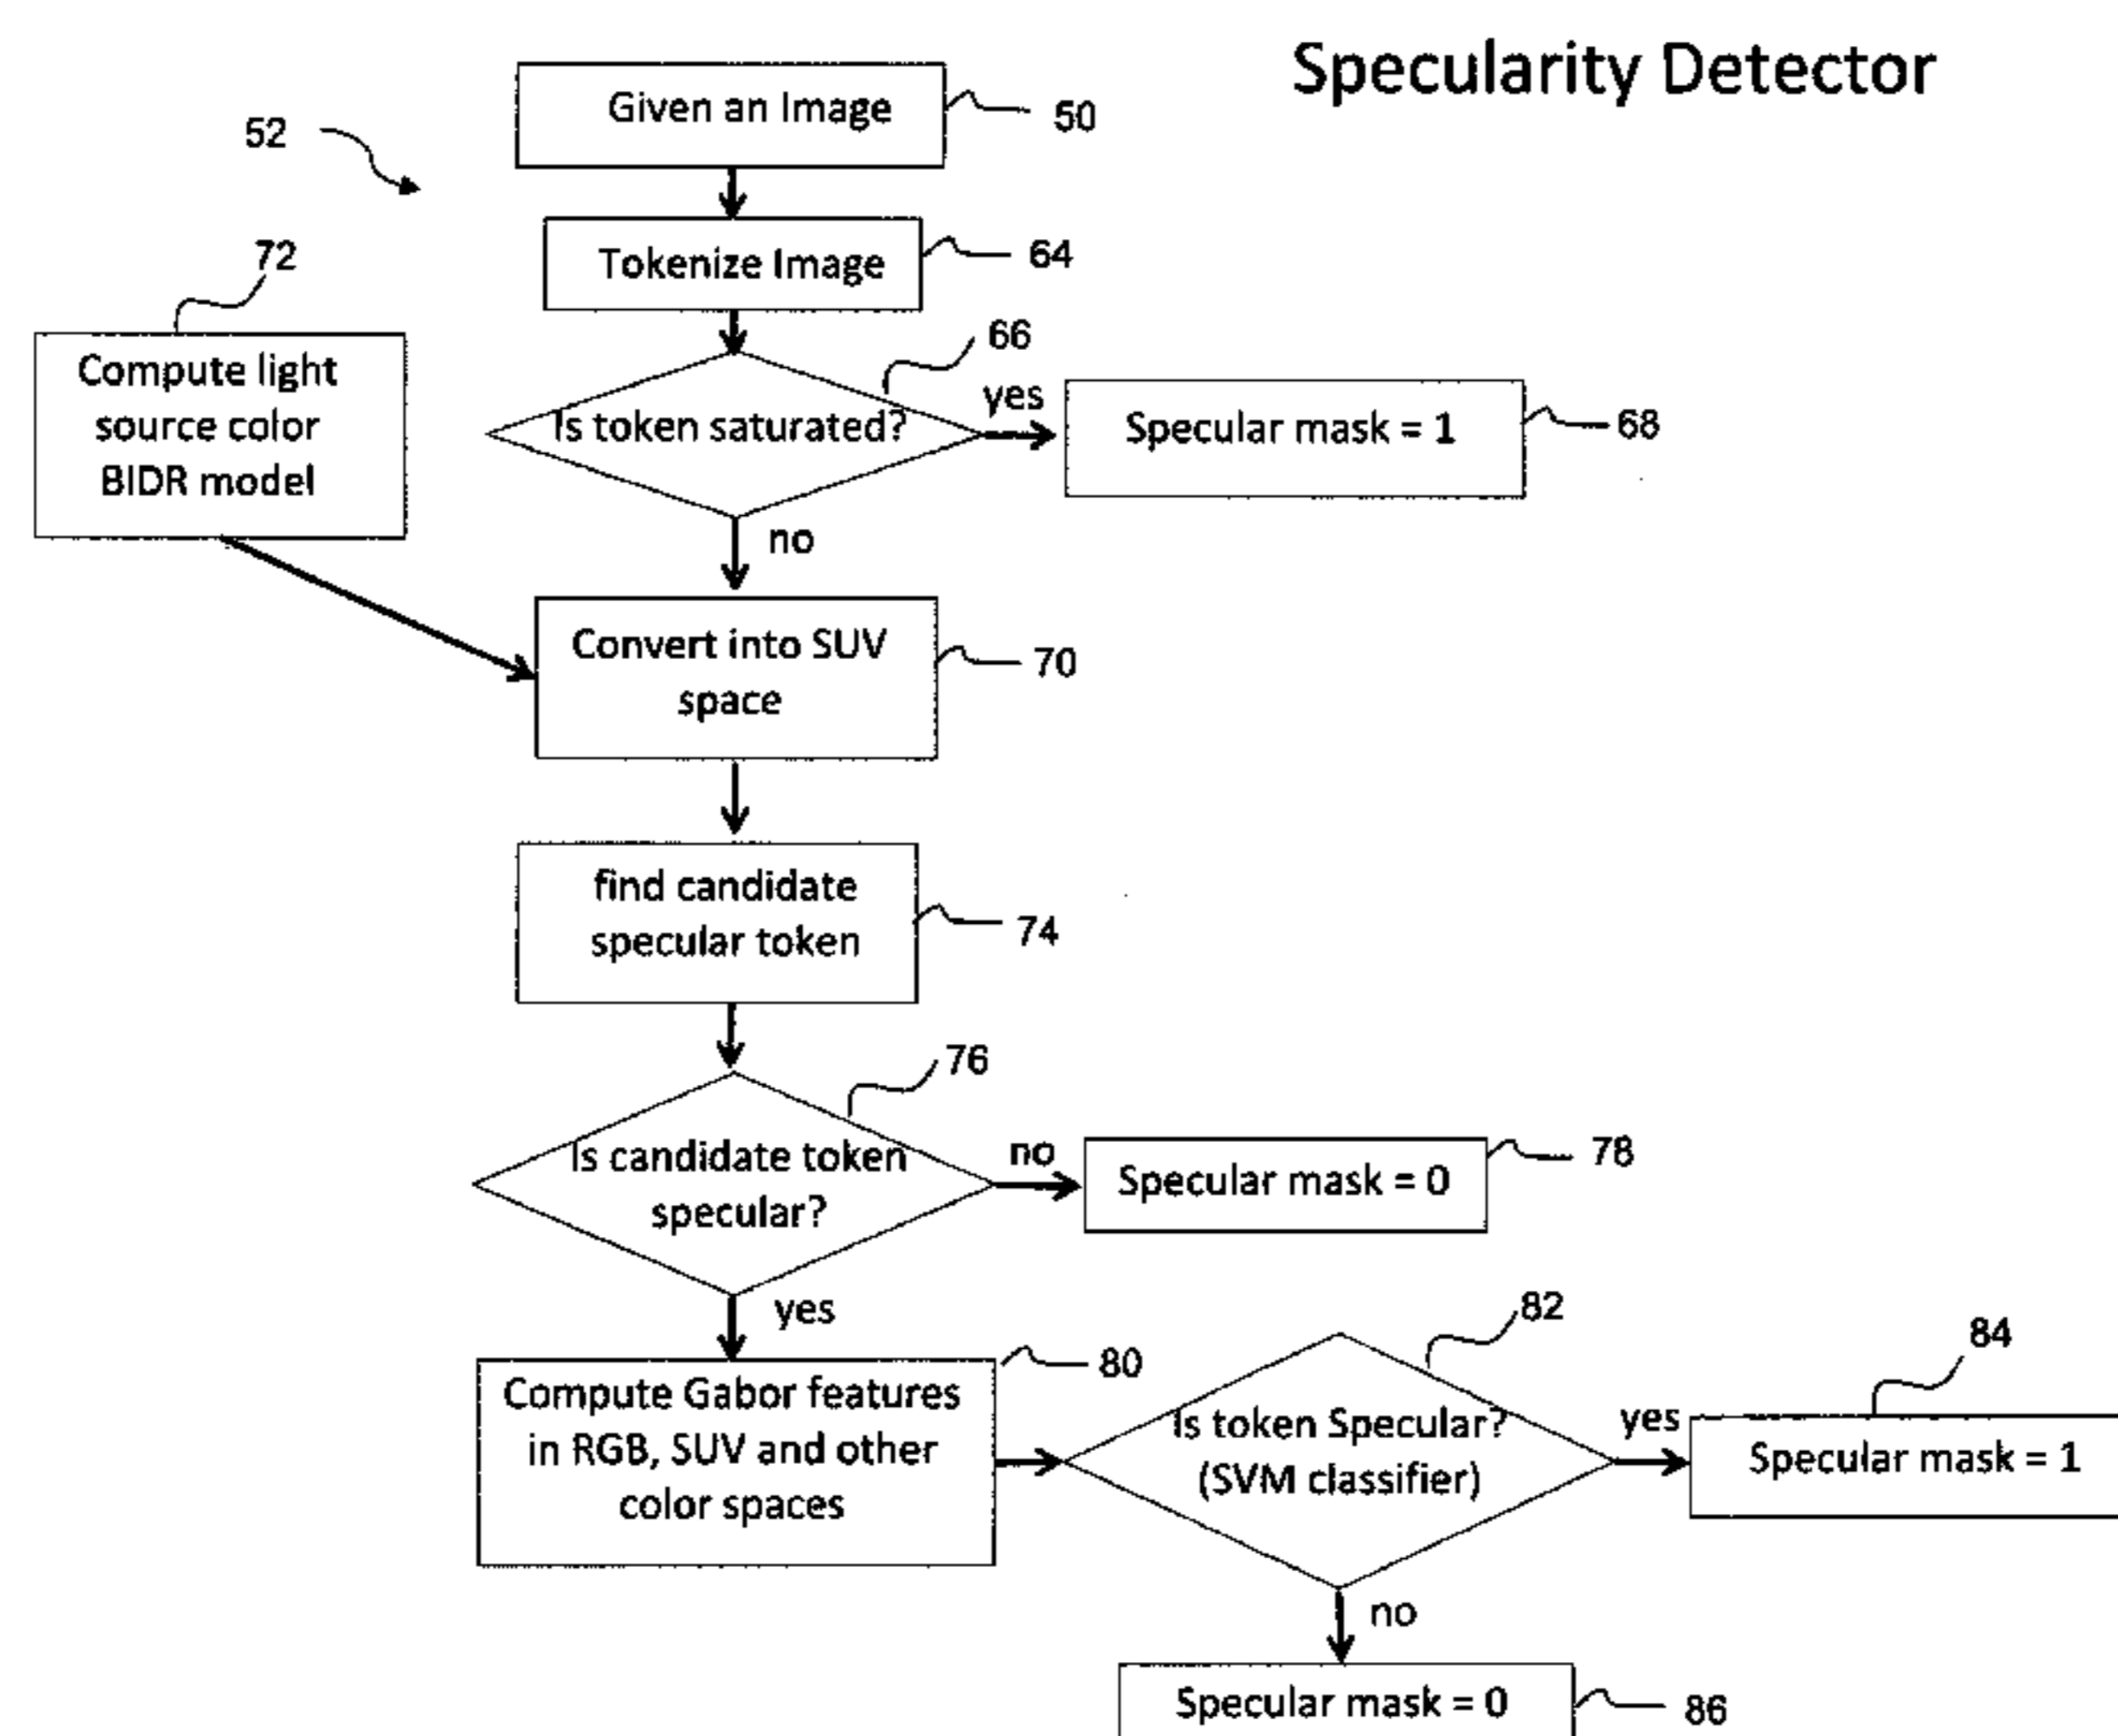 Specularity Detector
Given an Image
50
52
Tokenize Image
64
72
Compute light
source color
BIDR model
66
Is token saturated?
yes
Specular mask = 1
68
no
Convert into SUV
space
70
find candidate
specular token
74
76
Is candidate token
specular?
no
Specular mask = 0
78
yes
80
Compute Gabor features
in RGB, SUV and other
color spaces
82
Is token Specular?
(SVM classifier)
yes
84
Specular mask = 1
no
Specular mask = 0
86